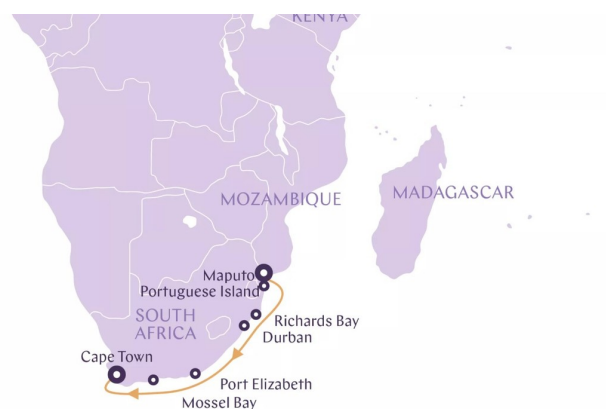 KENYA
MOZAMBIQUE
MADAGASCAR
Maputo
Portuguese Island
SOUTH
AFRICA
Richards Bay
Durban
Cape Town
Port Elizabeth
Mossel Bay